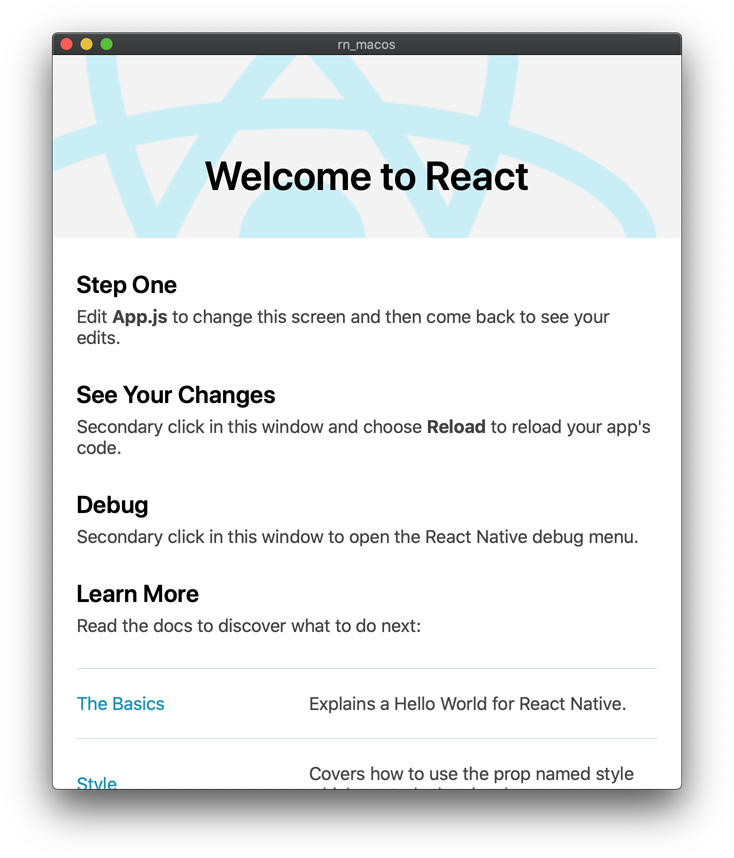 rn_macos
Welcome to React
Step One
Edit App.js to change this screen and then come back to see your
edits.
See Your Changes
Secondary click in this window and choose Reload to reload your app's
code.
Debug
Secondary click in this window to open the React Native debug menu.
Learn More
Read the docs to discover what to do next:
The Basics
Explains a Hello World for React Native.
Style
Covers how to use the prop named style